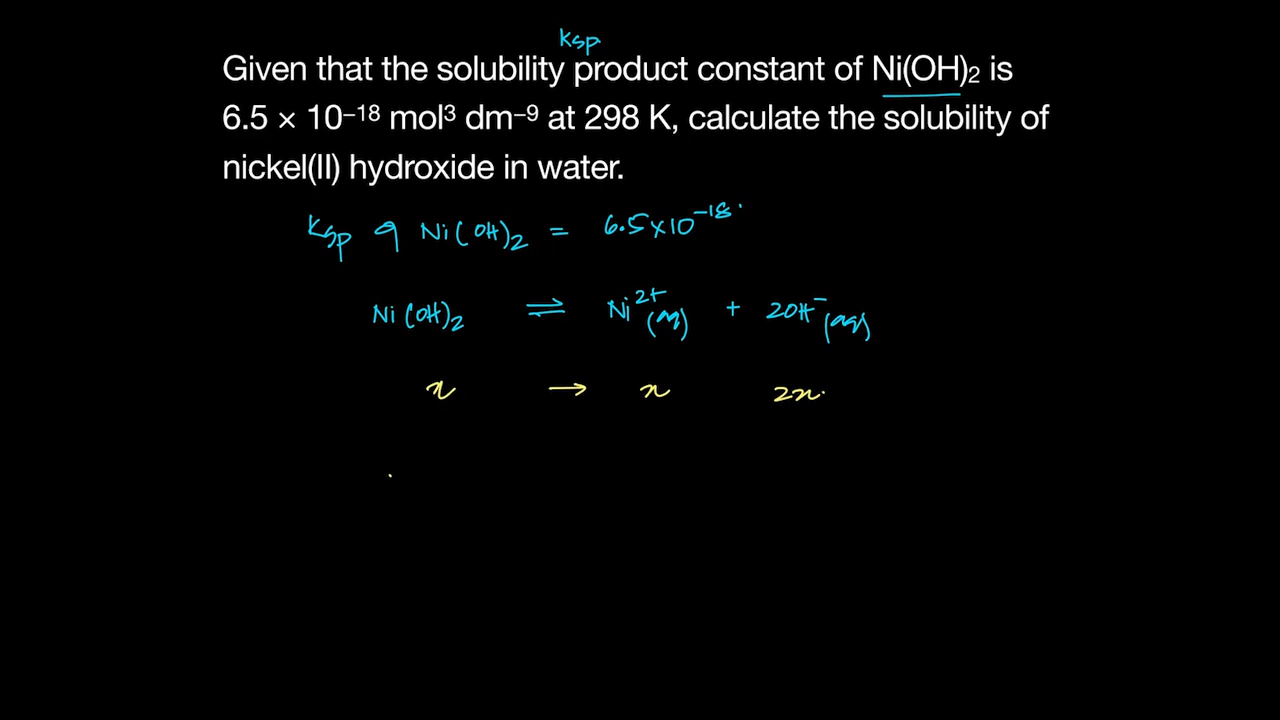 Ksp
Given that the solubility product constant of Ni(OH)₂ is
6.5 × 10⁻¹⁸ mol³ dm⁻⁹ at 298 K, calculate the solubility of
nickel(II) hydroxide in water.
Ksp of Ni(OH)₂ = 6.5×10⁻¹⁸
Ni(OH)₂ ⇌ Ni²⁺(aq) + 2OH⁻(aq)
x → x 2x